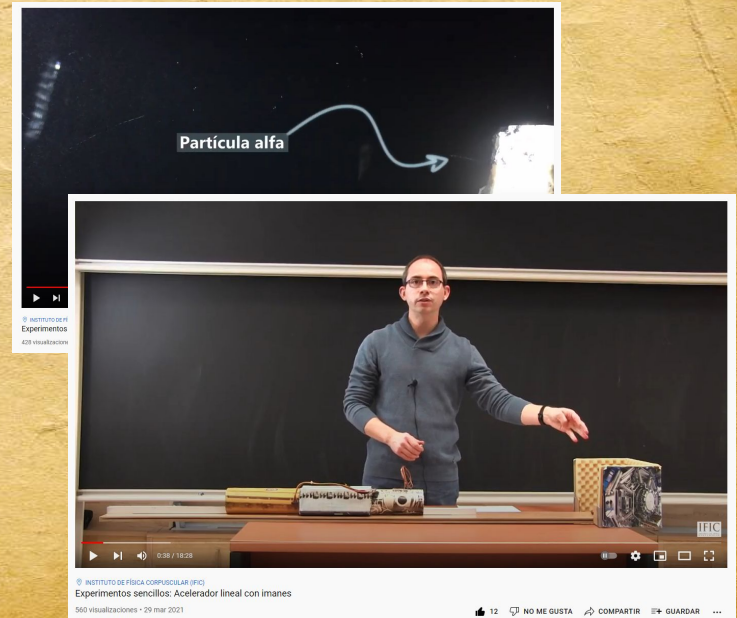 Partícula alfa
INSTITUTO DE FÍ
Experimentos
428 visualizacione
IFIC
0:38 / 18:28
INSTITUTO DE FÍSICA CORPUSCULAR (IFIC)
Experimentos sencillos: Acelerador lineal con imanes
560 visualizaciones • 29 mar 2021
12 NO ME GUSTA COMPARTIR GUARDAR ...